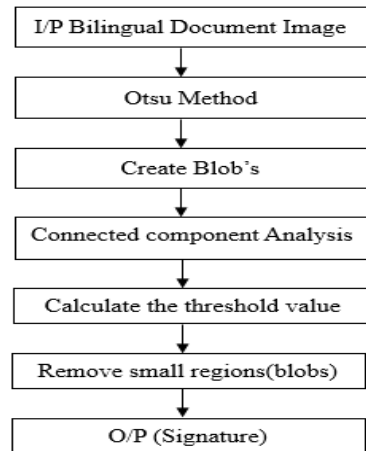 I/P Bilingual Document Image
Otsu Method
Create Blob's
Connected component Analysis
Calculate the threshold value
Remove small regions(blobs)
O/P (Signature)